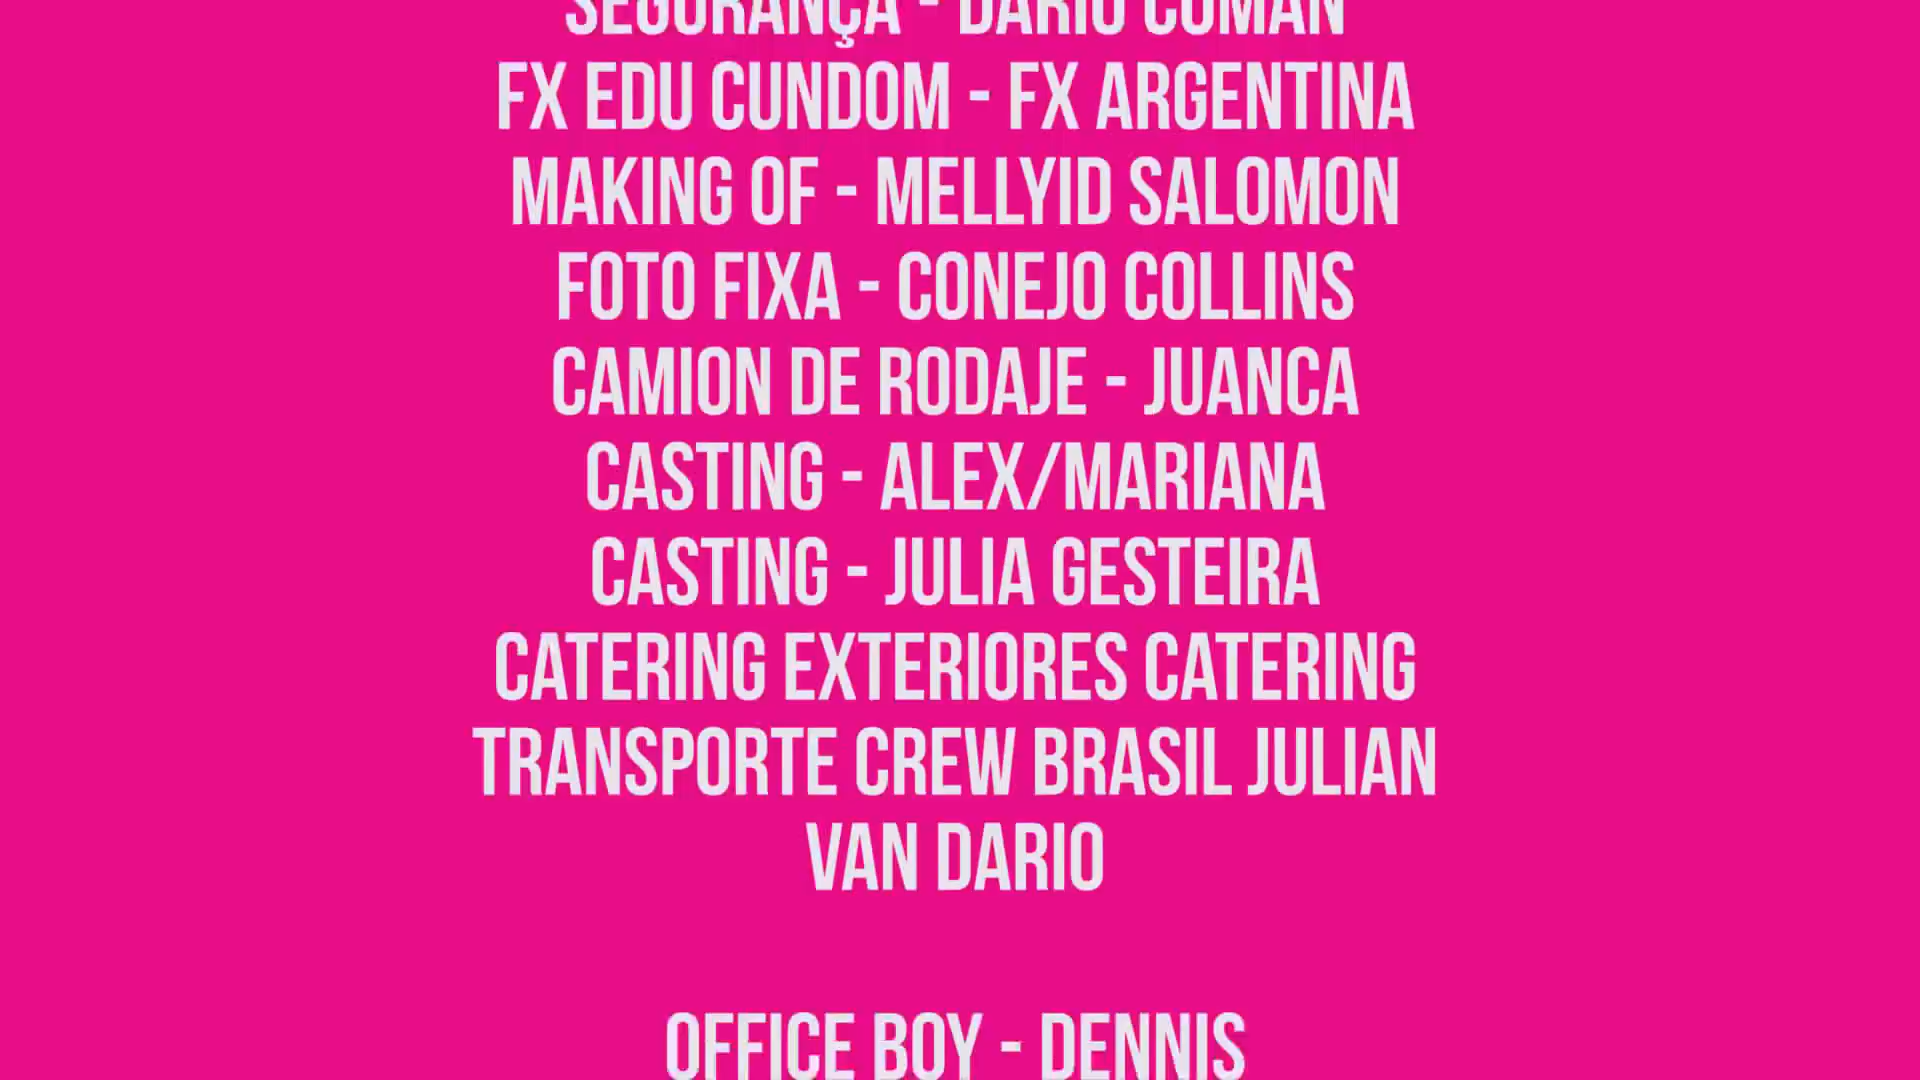 SEGURANÇA - DARIO COMAN
FX EDU CUNDOM - FX ARGENTINA
MAKING OF - MELLYID SALOMON
FOTO FIXA - CONEJO COLLINS
CAMION DE RODAJE - JUANCA
CASTING - ALEX/MARIANA
CASTING - JULIA GESTEIRA
CATERING EXTERIORES CATERING
TRANSPORTE CREW BRASIL JULIAN
VAN DARIO
OFFICE BOY - DENNIS